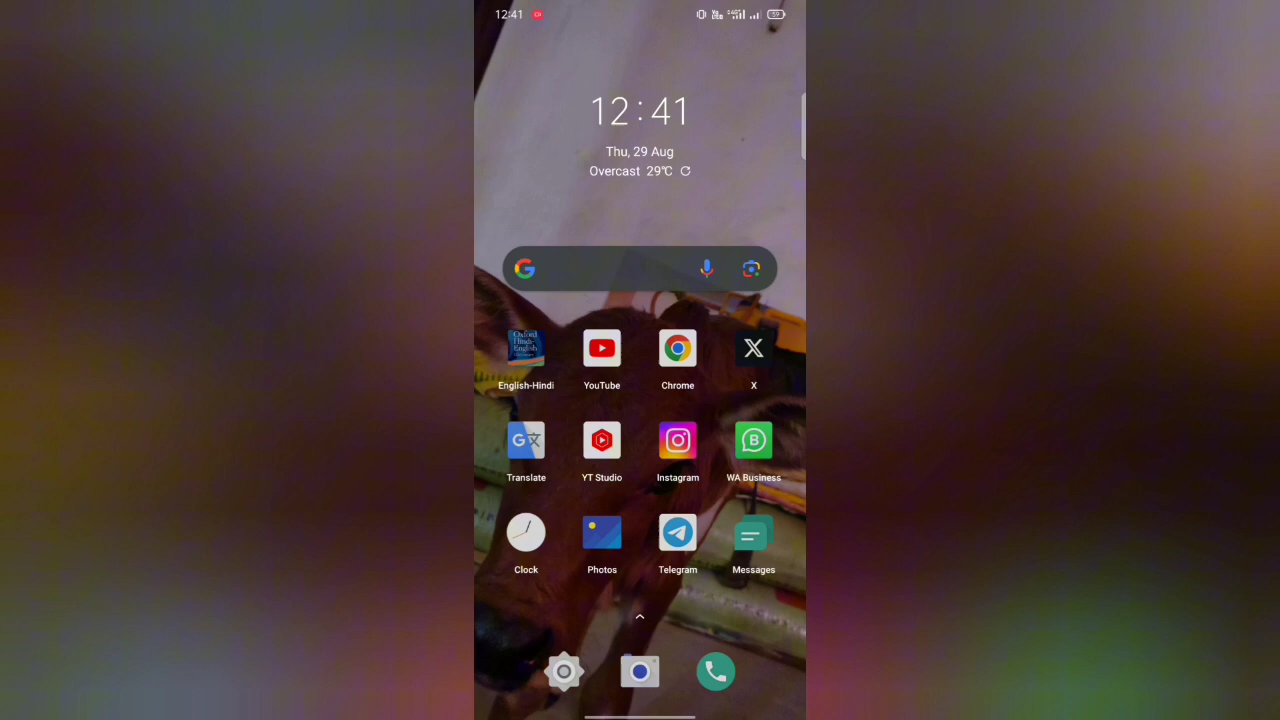 12:41
59
12:41
Thu, 29 Aug
Overcast 29°C
Oxford
Hindi-
English
English-Hindi
YouTube
Chrome
X
Translate
YT Studio
Instagram
WA Business
Clock
Photos
Telegram
Messages